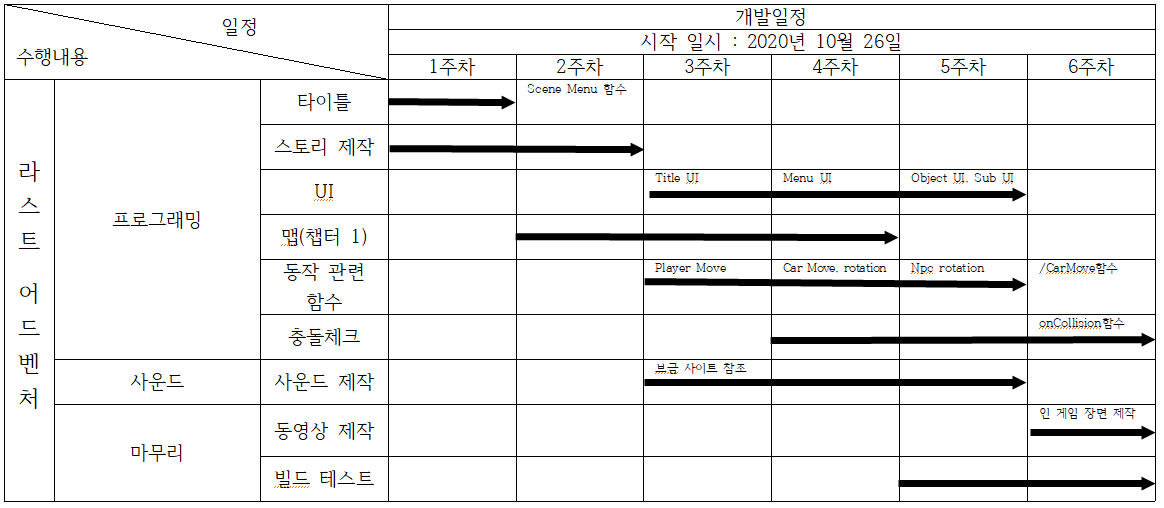 일정
수행내용
개발일정
시작 일시 : 2020년 10월 26일
1주차 2주차 3주차 4주차 5주차 6주차
라스트 어드벤처
프로그래밍
타이틀
Scene Menu 함수
스토리 제작
UI
Title UI
Menu UI
Object UI, Sub UI
맵(챕터 1)
동작 관련
함수
Player Move
Car Move, rotation
Npc rotation
/CarMove함수
충돌체크
onCollision함수
사운드
사운드 제작
브금 사이트 참조
마무리
동영상 제작
인 게임 장면 제작
빌드 테스트